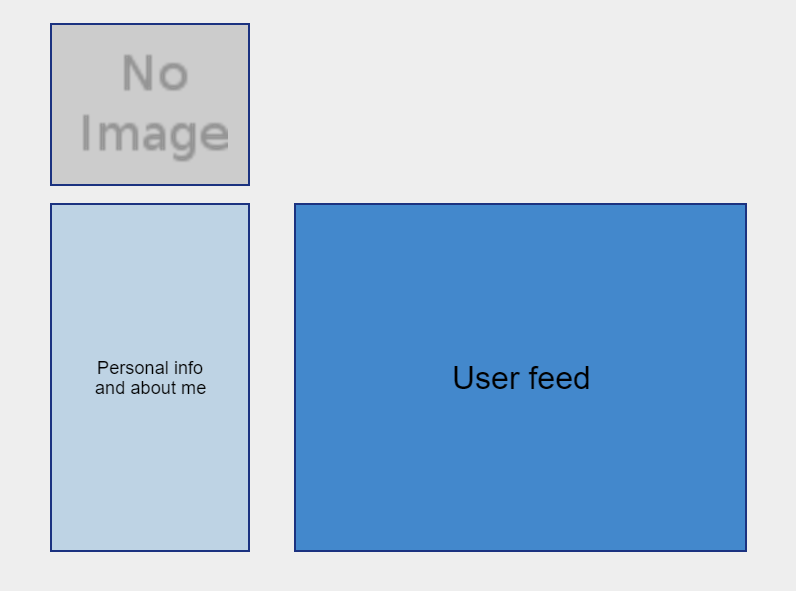 No
Image
Personal info
and about me
User feed